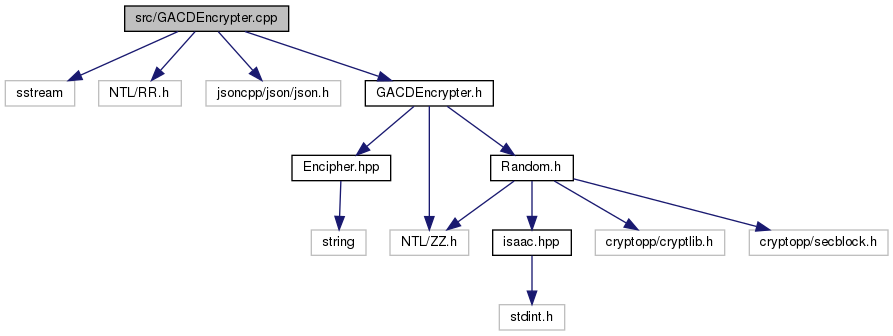 src/GACDEncrypter.cpp
sstream
NTL/RR.h
jsoncpp/json/json.h
GACDEncrypter.h
Encipher.hpp
Random.h
string
NTL/ZZ.h
isaac.hpp
cryptopp/cryptlib.h
cryptopp/secblock.h
stdint.h